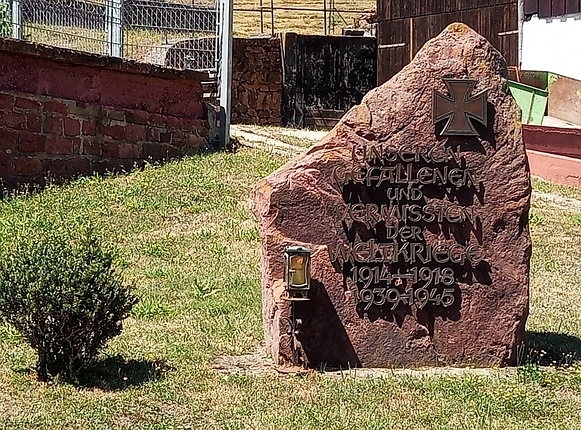 UNSEREN
GEFALLENEN
UND
VERMISSTEN
DER
WELTKRIEGE
1914-1918
1939-1945